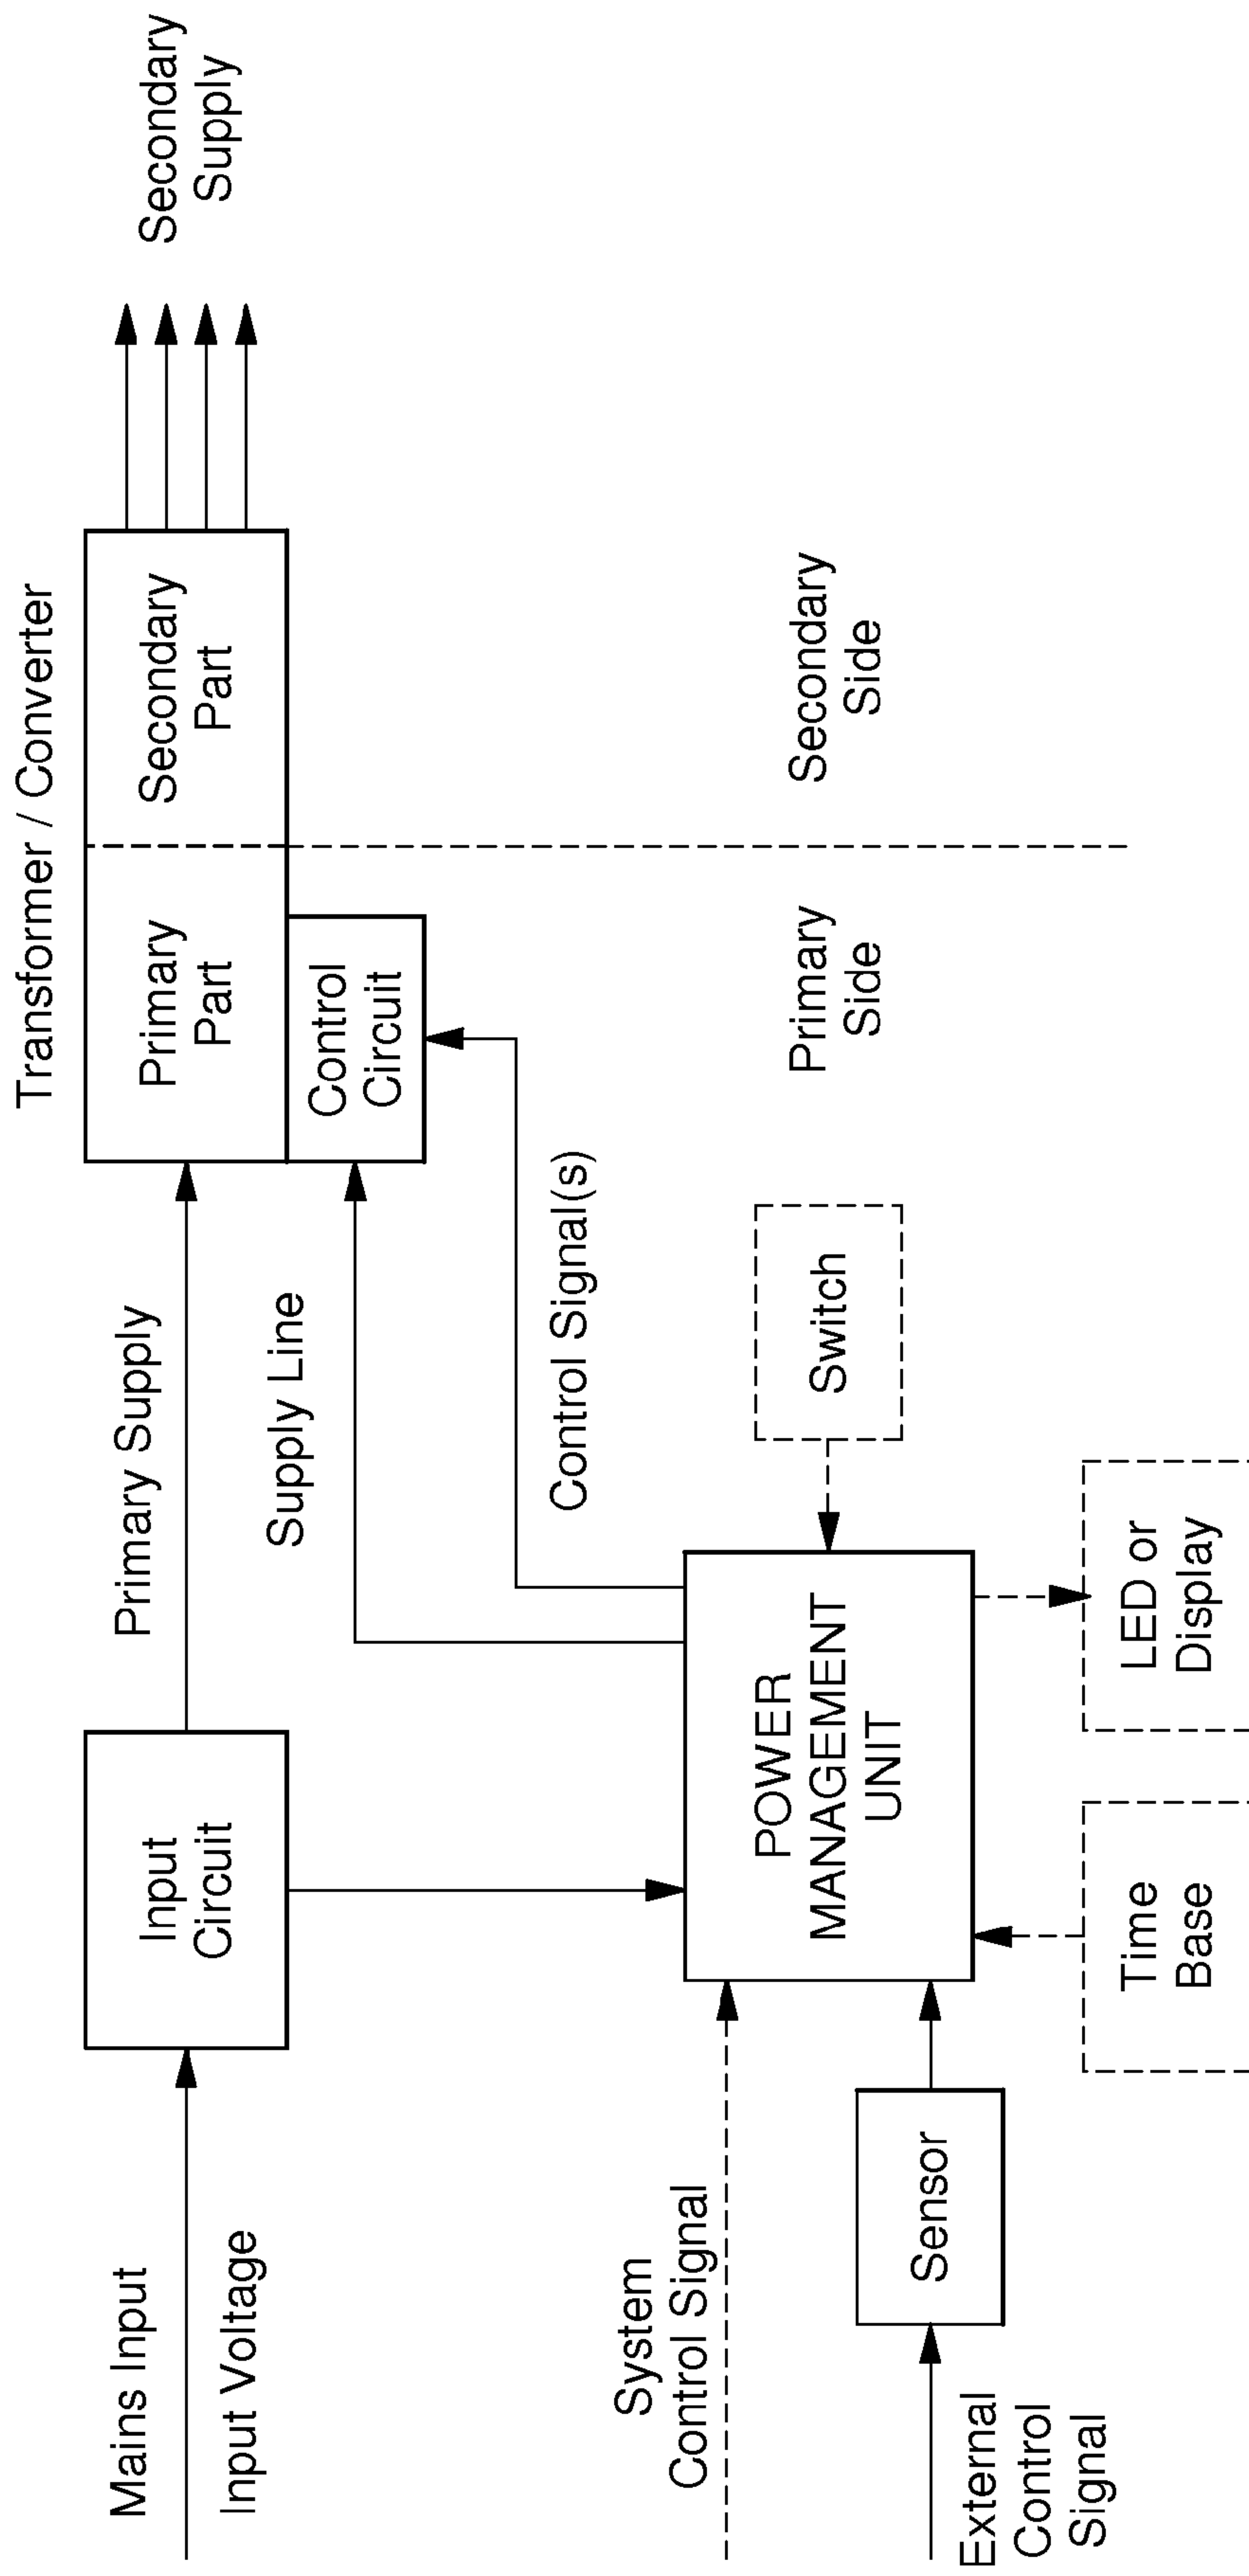 Transformer / Converter
Mains Input
Input Voltage
Input
Circuit
Primary Supply
Primary
Part
Secondary
Part
Secondary
Supply
Supply Line
Control
Circuit
Control Signal(s)
System
Control Signal
POWER
MANAGEMENT
UNIT
Switch
Primary
Side
Secondary
Side
External
Control
Signal
Sensor
Time
Base
LED or
Display